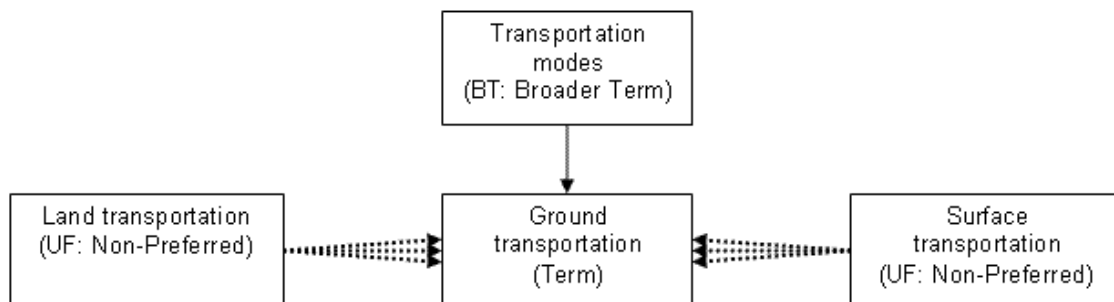 Transportation
modes
(BT: Broader Term)
Land transportation
(UF: Non-Preferred)
Ground
transportation
(Term)
Surface
transportation
(UF: Non-Preferred)